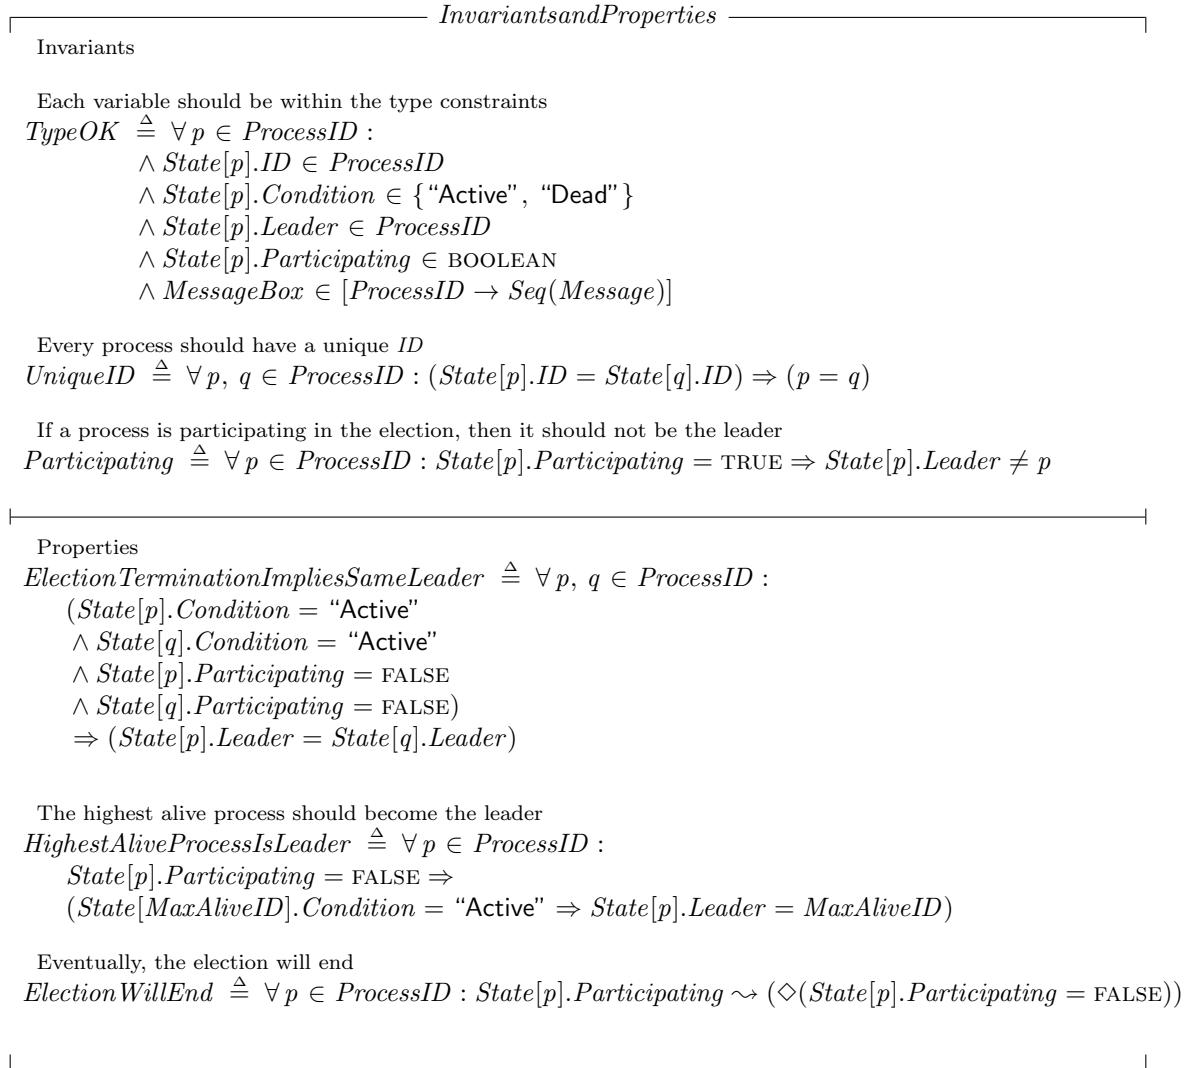 InvariantsandProperties
Invariants
Each variable should be within the type constraints
TypeOK ≜ ∀ p ∈ ProcessID :
∧ State[p].ID ∈ ProcessID
∧ State[p].Condition ∈ {“Active”, “Dead”}
∧ State[p].Leader ∈ ProcessID
∧ State[p].Participating ∈ BOOLEAN
∧ MessageBox ∈ [ProcessID → Seq(Message)]
Every process should have a unique ID
UniqueID ≜ ∀ p, q ∈ ProcessID : (State[p].ID = State[q].ID) ⇒ (p = q)
If a process is participating in the election, then it should not be the leader
Participating ≜ ∀ p ∈ ProcessID : State[p].Participating = TRUE ⇒ State[p].Leader ≠ p
Properties
ElectionTerminationImpliesSameLeader ≜ ∀ p, q ∈ ProcessID :
(State[p].Condition = “Active”
∧ State[q].Condition = “Active”
∧ State[p].Participating = FALSE
∧ State[q].Participating = FALSE)
⇒ (State[p].Leader = State[q].Leader)
The highest alive process should become the leader
HighestAliveProcessIsLeader ≜ ∀ p ∈ ProcessID :
State[p].Participating = FALSE ⇒
(State[MaxAliveID].Condition = “Active” ⇒ State[p].Leader = MaxAliveID)
Eventually, the election will end
ElectionWillEnd ≜ ∀ p ∈ ProcessID : State[p].Participating ↝ (◇(State[p].Participating = FALSE))